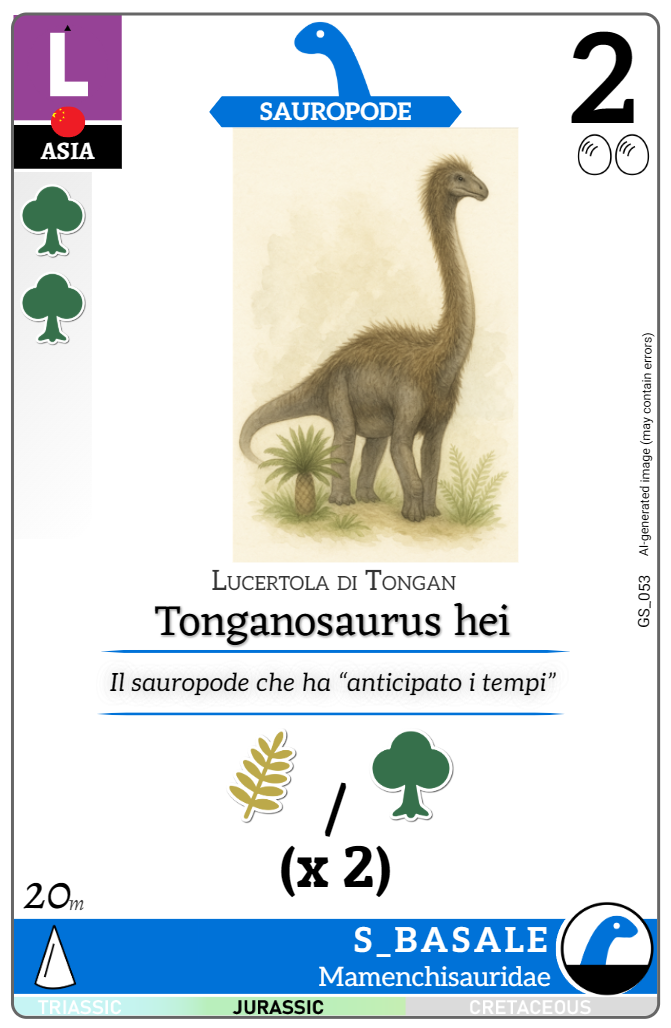 L
ASIA
SAUROPODE
2
AI-generated image (may contain errors)
GS_053
Lucertola di Tongan
Tonganosaurus hei
Il sauropode che ha “anticipato i tempi”
/
(x 2)
20m
S_BASALE
Mamenchisauridae
TRIASSIC
JURASSIC
CRETACEOUS